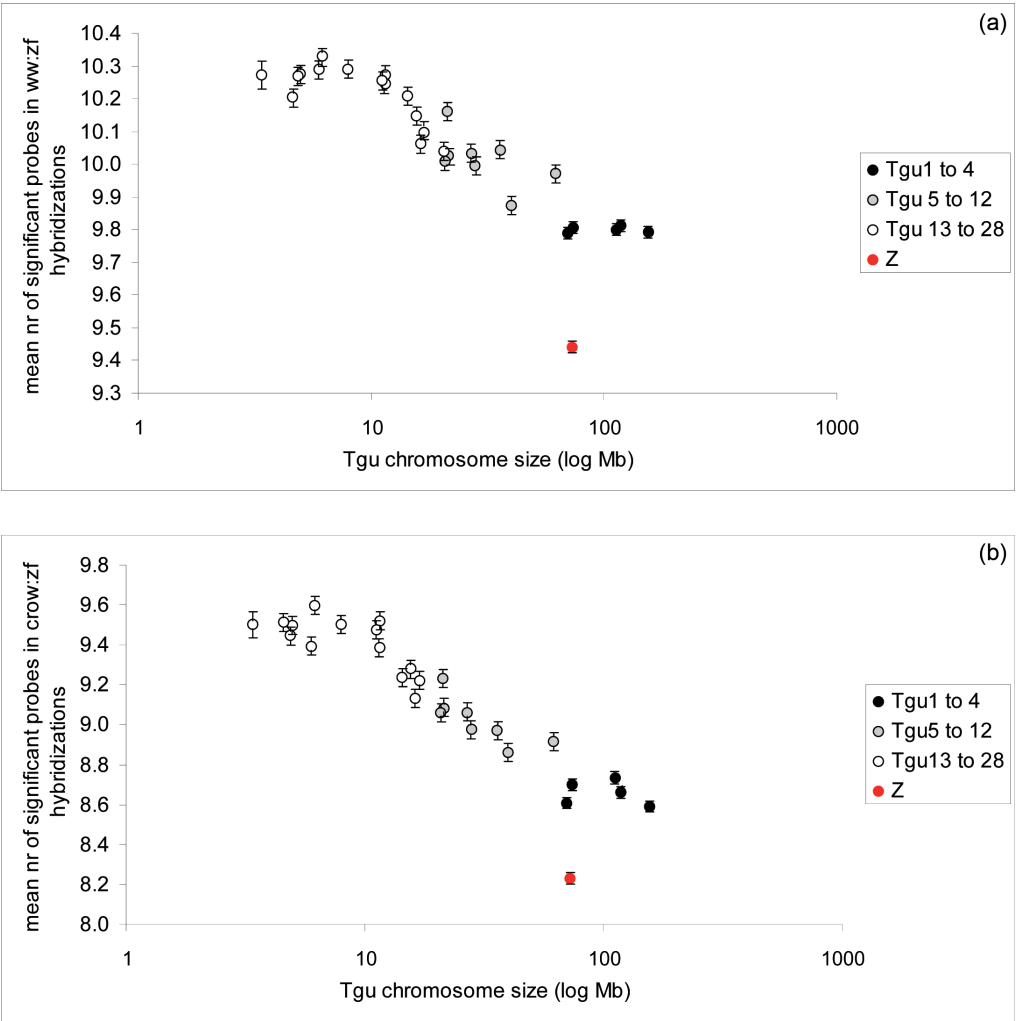 (a)
mean nr of significant probes in ww:zf
hybridizations
10.4
10.3
10.2
10.1
10.0
9.9
9.8
9.7
9.6
9.5
9.4
9.3
1 10 100 1000
Tgu chromosome size (log Mb)
Tgu1 to 4
Tgu 5 to 12
Tgu 13 to 28
Z
(b)
mean nr of significant probes in crow:zf
hybridizations
9.8
9.6
9.4
9.2
9.0
8.8
8.6
8.4
8.2
8.0
1 10 100 1000
Tgu chromosome size (log Mb)
Tgu1 to 4
Tgu5 to 12
Tgu13 to 28
Z